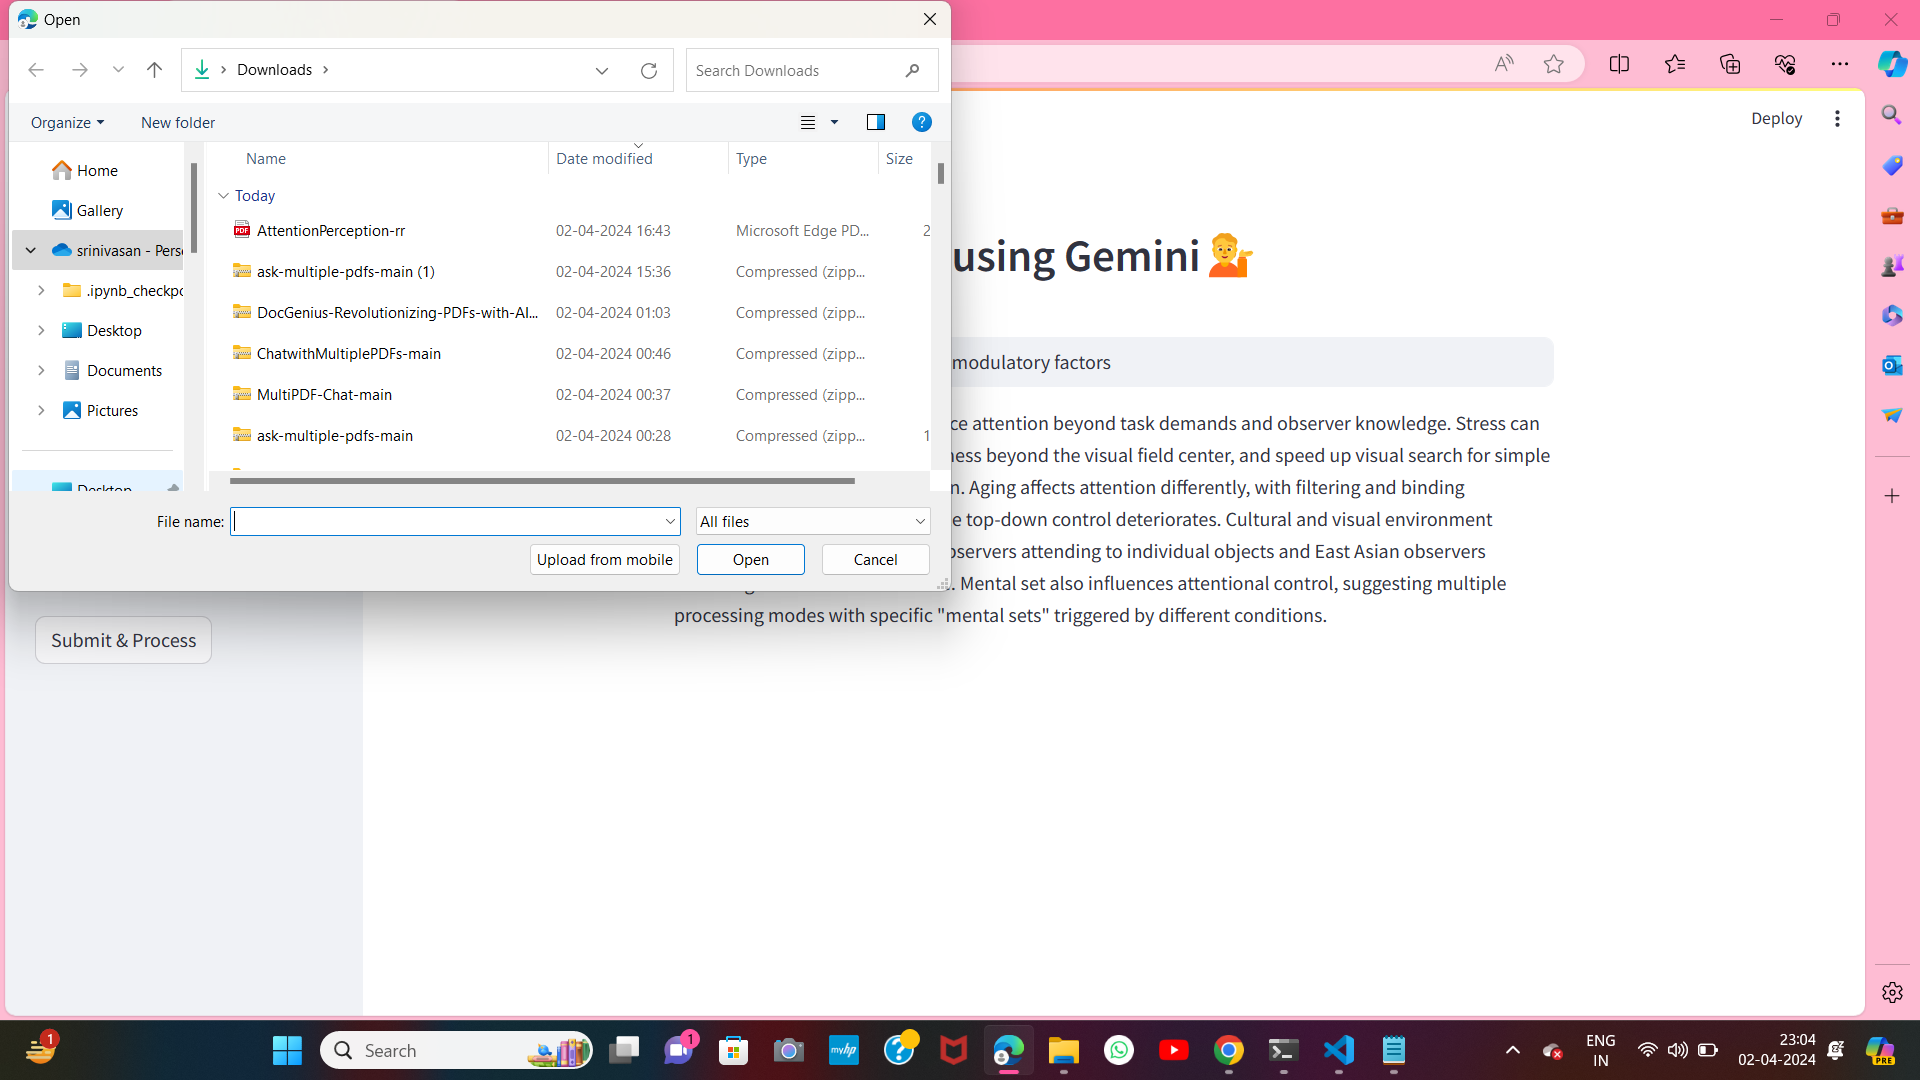 Open
Downloads
Search Downloads
Organize
New folder
Name
Date modified
Type
Size
Home
Gallery
srinivasan - Pers
.ipynb_checkpc
Desktop
Documents
Pictures
Desktop
Today
AttentionPerception-rr 02-04-2024 16:43 Microsoft Edge PD... 2
ask-multiple-pdfs-main (1) 02-04-2024 15:36 Compressed (zipp...
DocGenius-Revolutionizing-PDFs-with-AI... 02-04-2024 01:03 Compressed (zipp...
ChatwithMultiplePDFs-main 02-04-2024 00:46 Compressed (zipp...
MultiPDF-Chat-main 02-04-2024 00:37 Compressed (zipp...
ask-multiple-pdfs-main 02-04-2024 00:28 Compressed (zipp... 1
File name:
All files
Upload from mobile
Open
Cancel
Submit & Process
Deploy
using Gemini
modulatory factors
ce attention beyond task demands and observer knowledge. Stress can
ness beyond the visual field center, and speed up visual search for simple
n. Aging affects attention differently, with filtering and binding
e top-down control deteriorates. Cultural and visual environment
bservers attending to individual objects and East Asian observers
. Mental set also influences attentional control, suggesting multiple
processing modes with specific "mental sets" triggered by different conditions.
1
Search
1
myhp
ENG
IN
23:04
02-04-2024
PRE